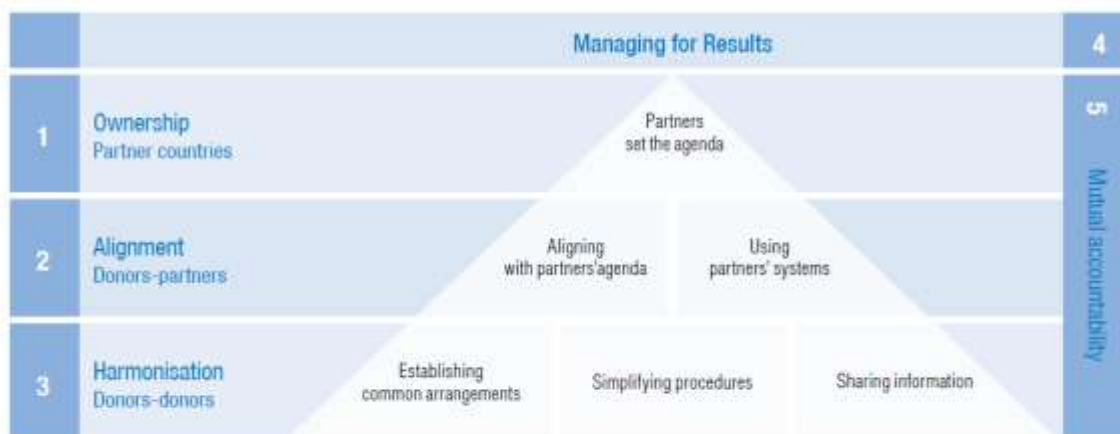 Managing for Results
4
1
Ownership
Partner countries
Partners
set the agenda
5
Mutual accountability
2
Alignment
Donors-partners
Aligning
with partners'agenda
Using
partners' systems
3
Harmonisation
Donors-donors
Establishing
common arrangements
Simplifying procedures
Sharing information